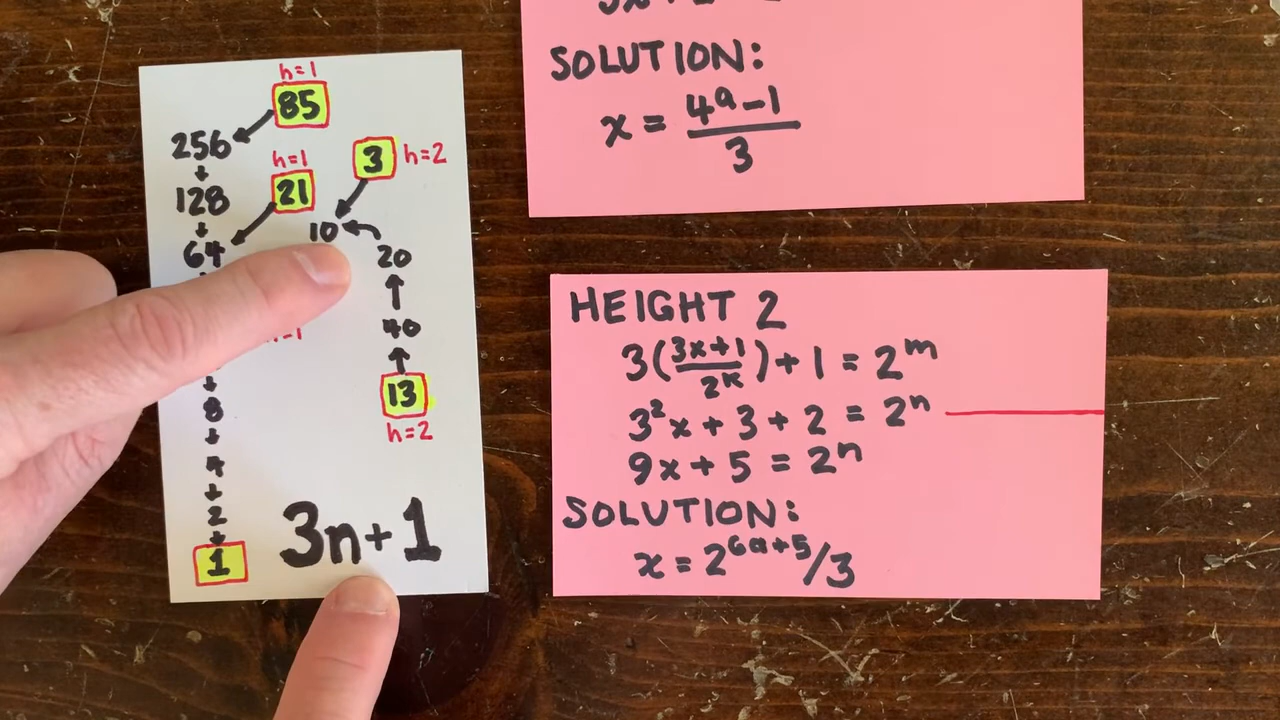 h=1
85
256
3 h=2
h=1
128
21
10
64
20
40
8
13
h=2
4
2
1
3n+1
SOLUTION:
x = 4^a - 1 / 3
HEIGHT 2
3(3x+1/2^k)+1 = 2^m
3²x + 3 + 2 = 2^n
9x + 5 = 2^n
SOLUTION:
x = 2^6a+5/3